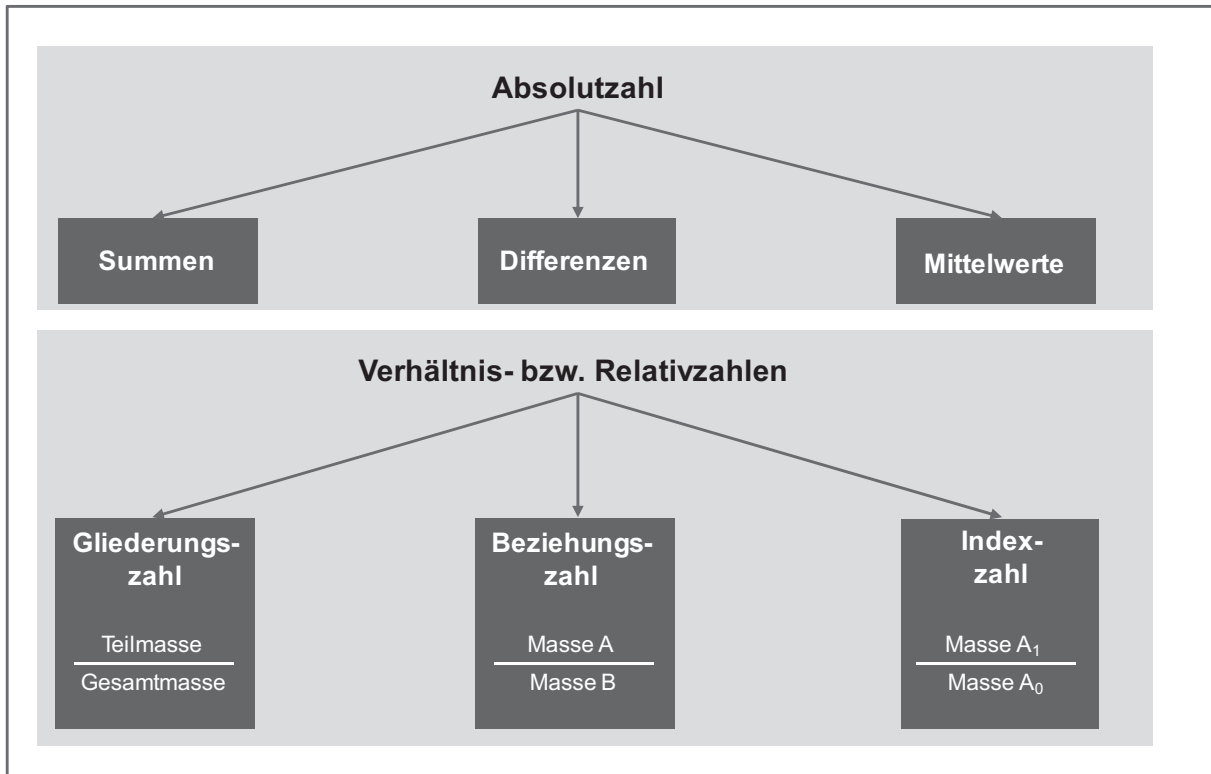 Absolutzahl
Summen
Differenzen
Mittelwerte
Verhältnis- bzw. Relativzahlen
Gliederungs-
zahl
Teilmasse
Gesamtmasse
Beziehungs-
zahl
Masse A
Masse B
Index-
zahl
Masse A₁
Masse A₀